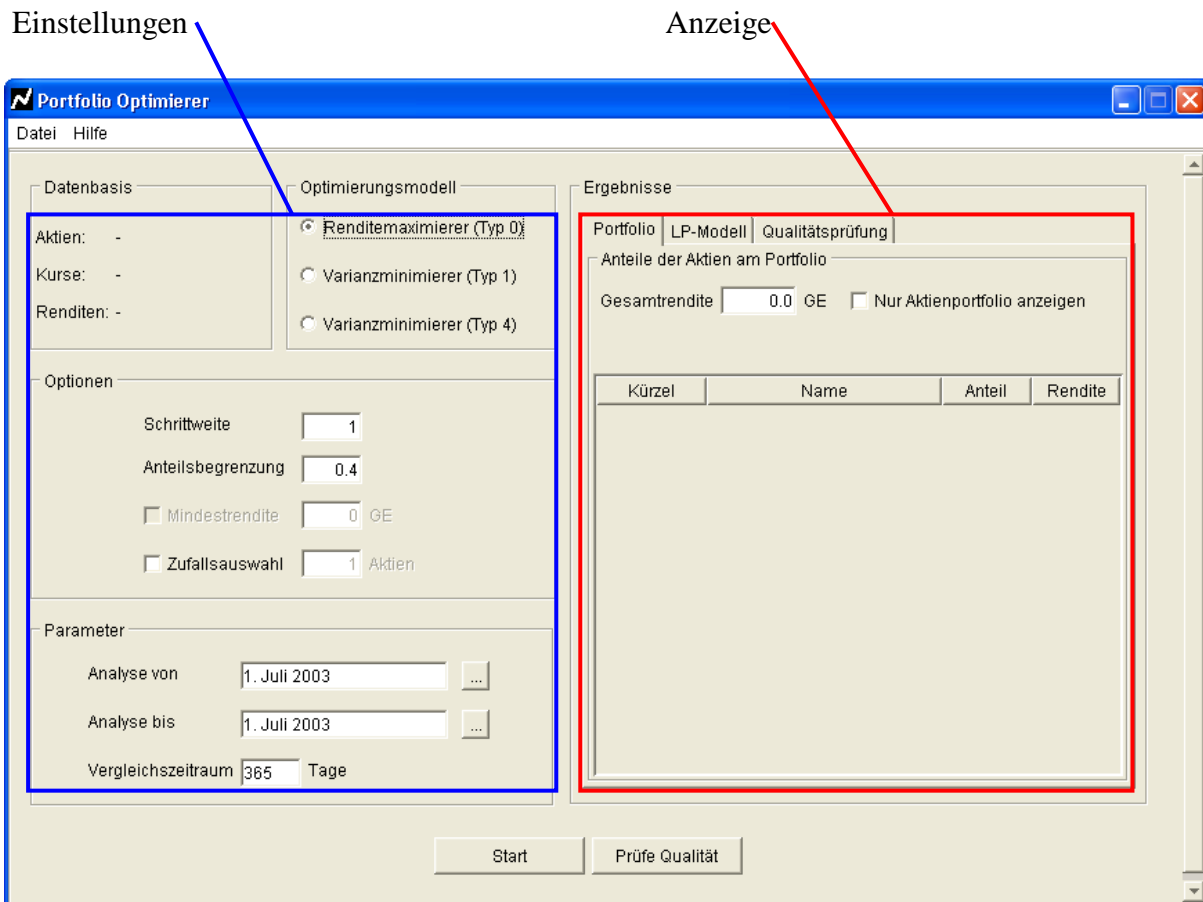 Einstellungen
Anzeige
Portfolio Optimierer
Datei Hilfe
Datenbasis
Aktien: -
Kurse: -
Renditen: -
Optimierungsmodell
Renditemaximierer (Typ 0)
Varianzminimierer (Typ 1)
Varianzminimierer (Typ 4)
Optionen
Schrittweite 1
Anteilsbegrenzung 0.4
Mindestrendite 0 GE
Zufallsauswahl 1 Aktien
Parameter
Analyse von 1. Juli 2003 ...
Analyse bis 1. Juli 2003 ...
Vergleichszeitraum 365 Tage
Ergebnisse
Portfolio LP-Modell Qualitätsprüfung
Anteile der Aktien am Portfolio
Gesamtrendite 0.0 GE Nur Aktienportfolio anzeigen
Kürzel Name Anteil Rendite
Start Prüfe Qualität